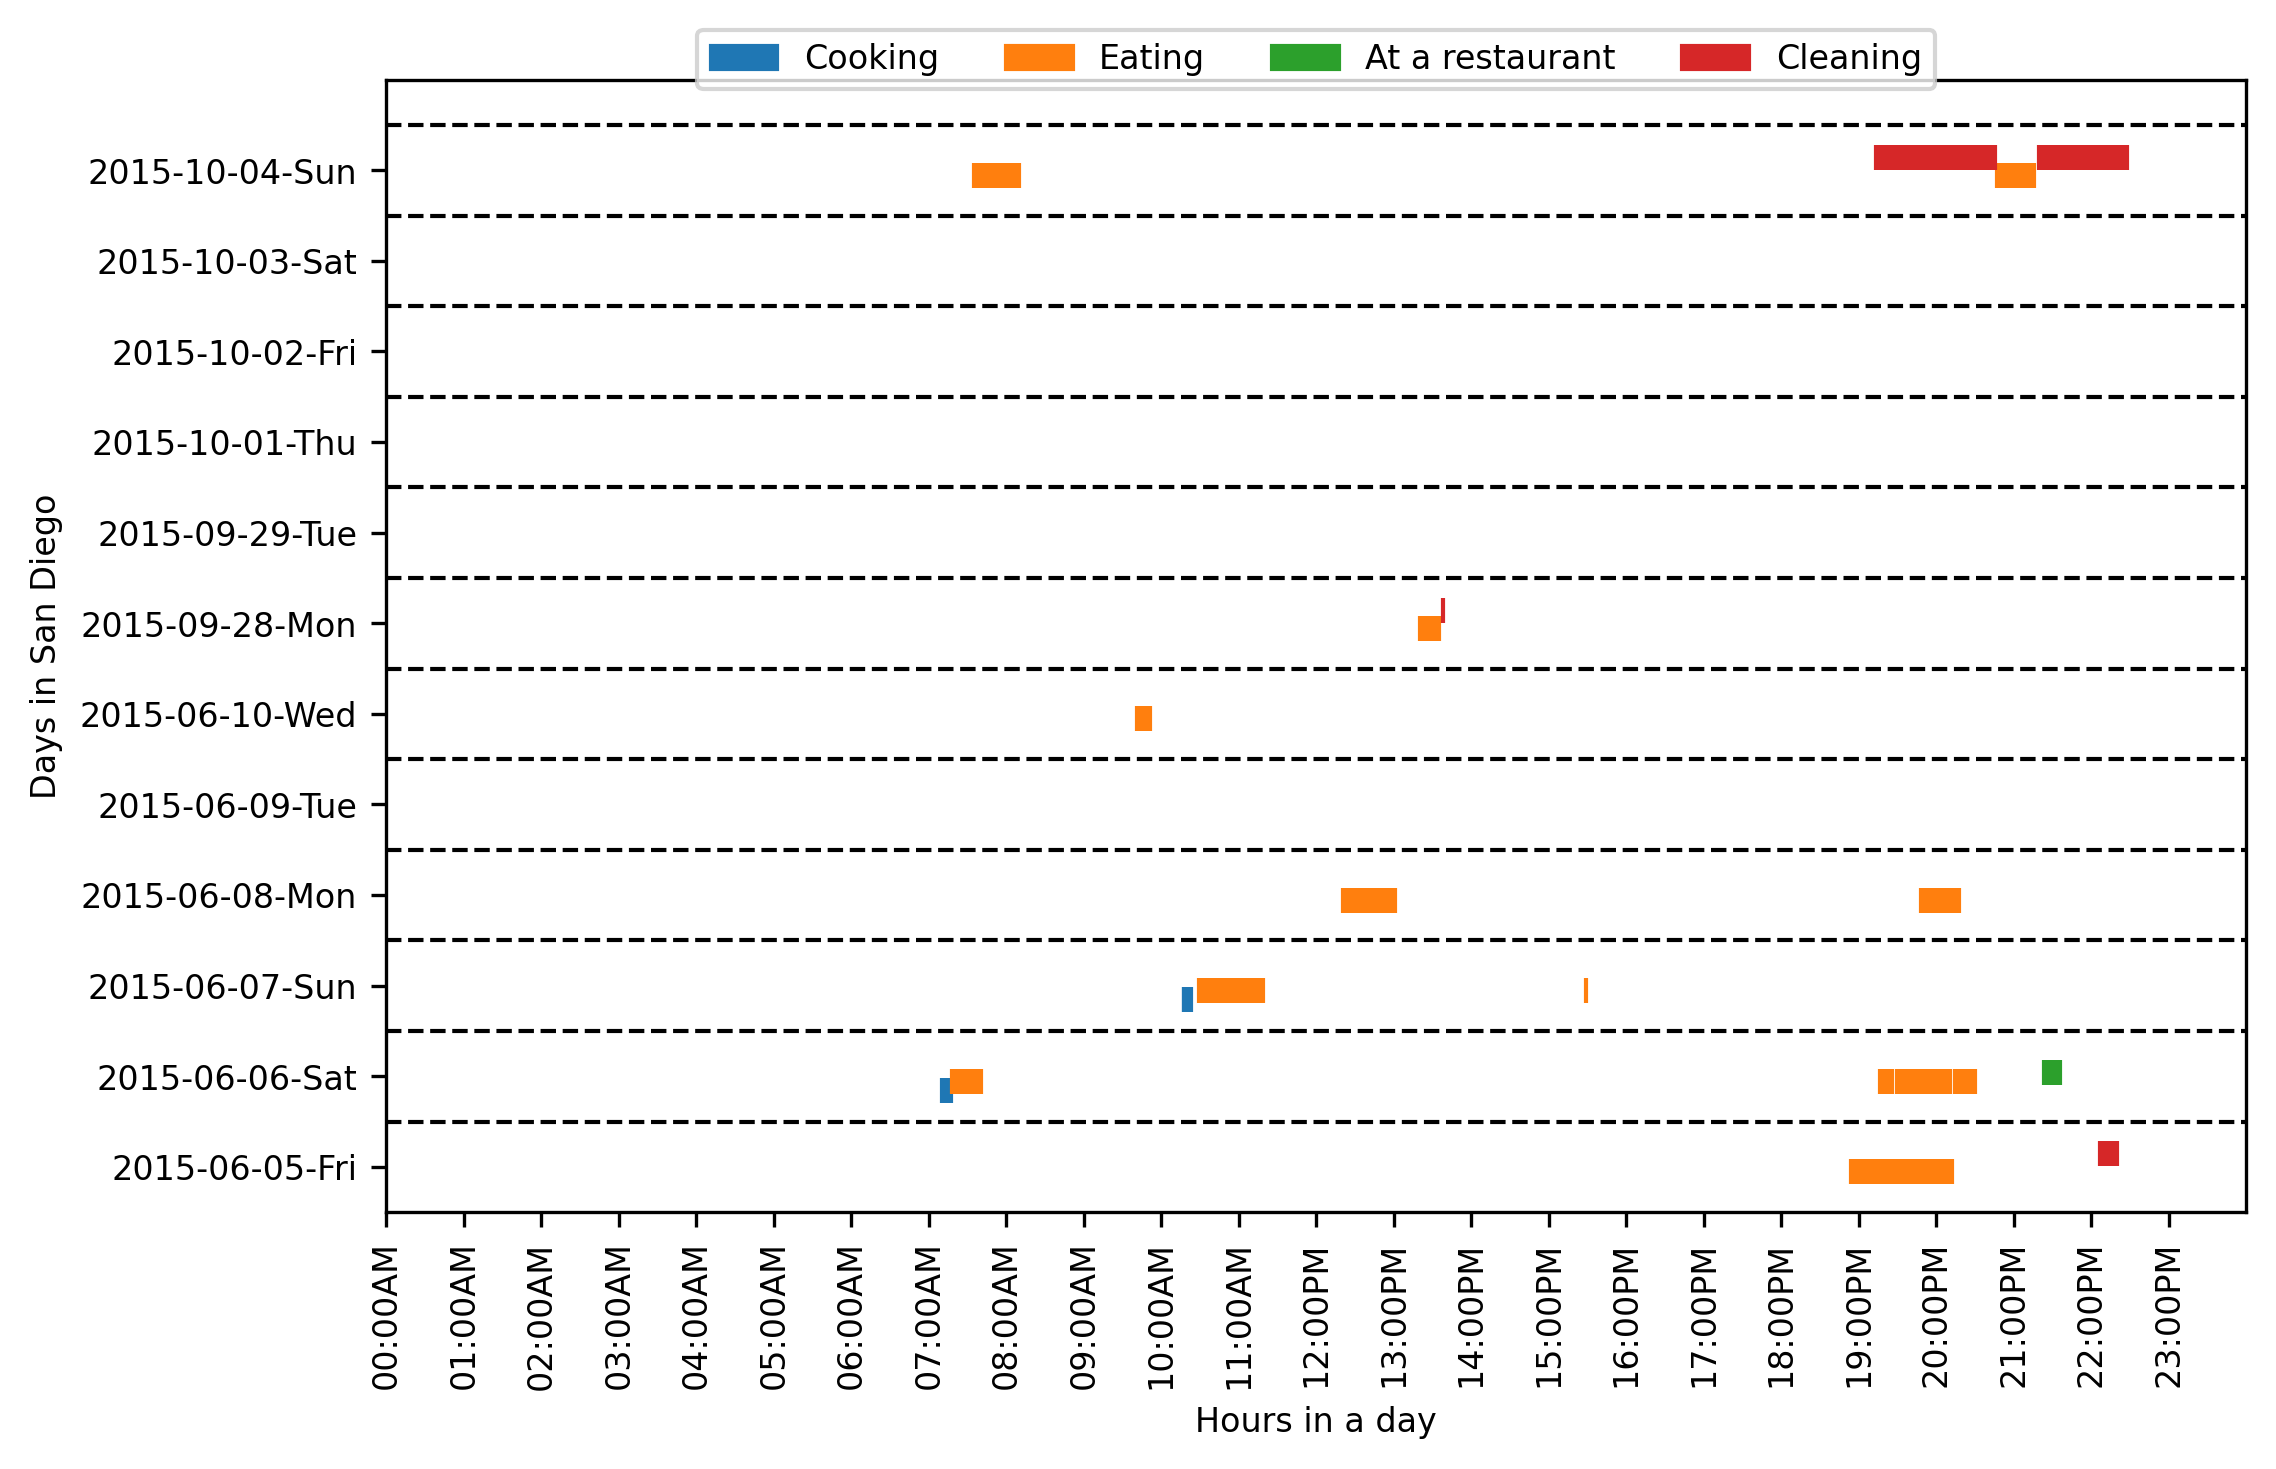 Cooking Eating At a restaurant Cleaning
2015-10-04-Sun
2015-10-03-Sat
2015-10-02-Fri
2015-10-01-Thu
2015-09-29-Tue
2015-09-28-Mon
2015-06-10-Wed
2015-06-09-Tue
2015-06-08-Mon
2015-06-07-Sun
2015-06-06-Sat
2015-06-05-Fri
Days in San Diego
00:00AM
01:00AM
02:00AM
03:00AM
04:00AM
05:00AM
06:00AM
07:00AM
08:00AM
09:00AM
10:00AM
11:00AM
12:00PM
13:00PM
14:00PM
15:00PM
16:00PM
17:00PM
18:00PM
19:00PM
20:00PM
21:00PM
22:00PM
23:00PM
Hours in a day